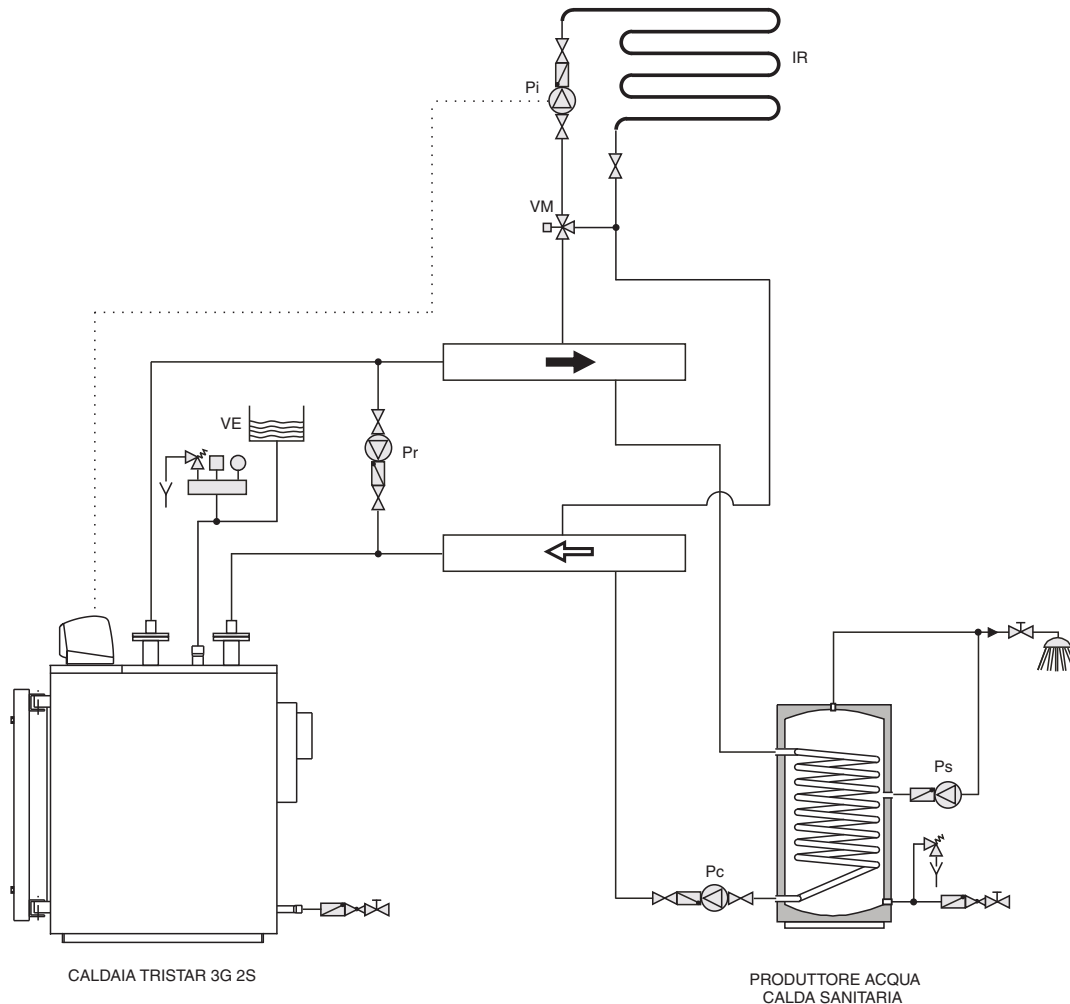 IR
Pi
VM
VE
Pr
Ps
Pc
CALDAIA TRISTAR 3G 2S
PRODUTTORE ACQUA
CALDA SANITARIA